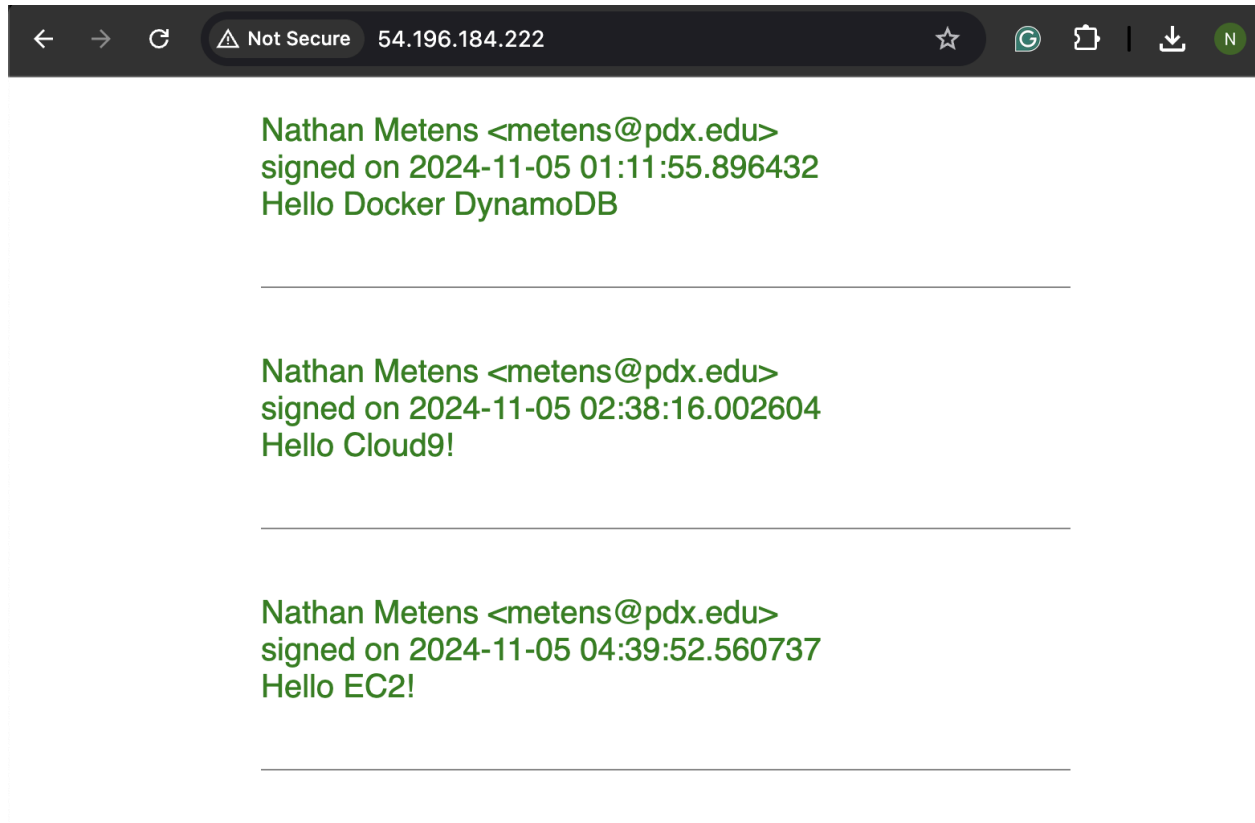 Not Secure 54.196.184.222
G
N
Nathan Metens <metens@pdx.edu>
signed on 2024-11-05 01:11:55.896432
Hello Docker DynamoDB
Nathan Metens <metens@pdx.edu>
signed on 2024-11-05 02:38:16.002604
Hello Cloud9!
Nathan Metens <metens@pdx.edu>
signed on 2024-11-05 04:39:52.560737
Hello EC2!